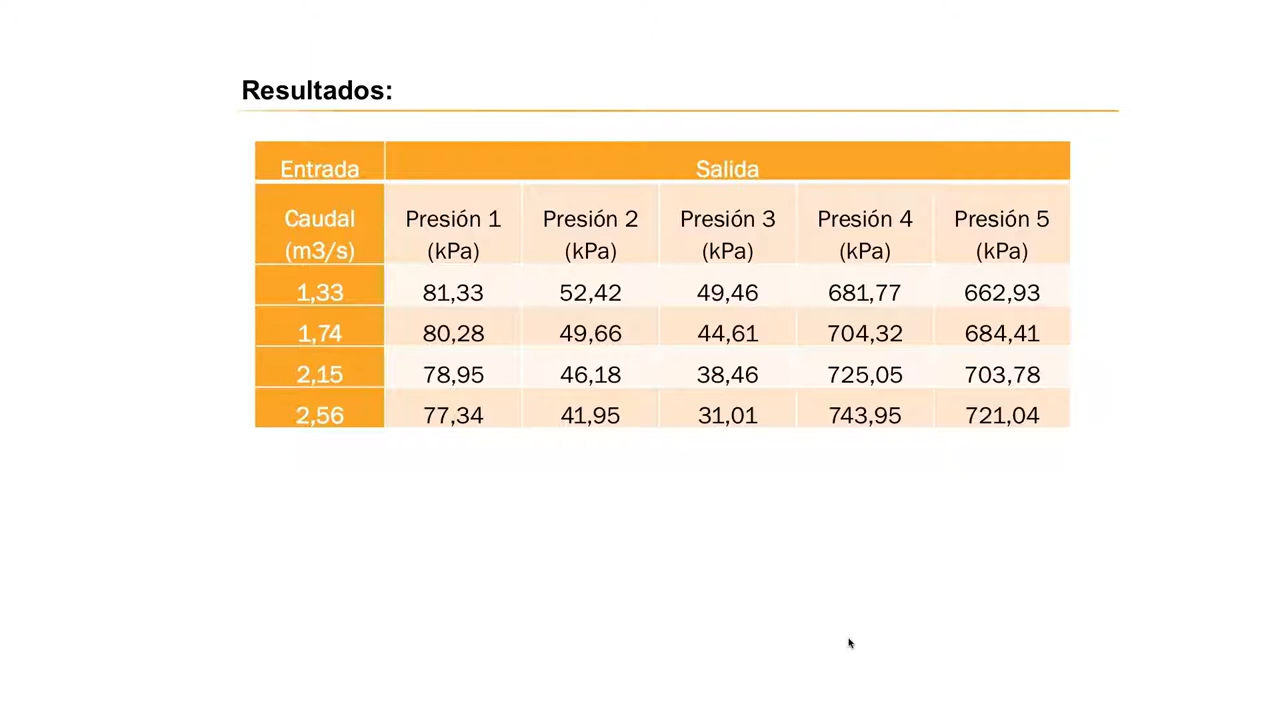 Resultados:
Entrada Salida
Caudal Presión 1 Presión 2 Presión 3 Presión 4 Presión 5
(m3/s) (kPa) (kPa) (kPa) (kPa) (kPa)
1,33 81,33 52,42 49,46 681,77 662,93
1,74 80,28 49,66 44,61 704,32 684,41
2,15 78,95 46,18 38,46 725,05 703,78
2,56 77,34 41,95 31,01 743,95 721,04